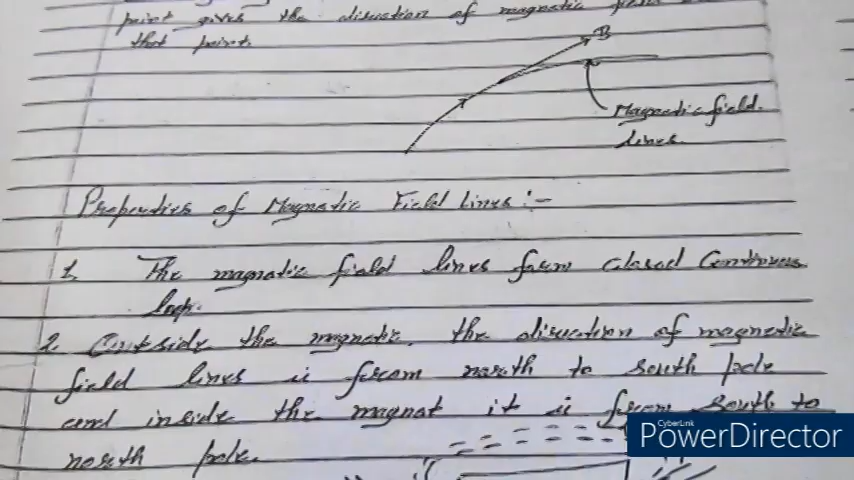 point gives the direction of magnetic field
that point.
B
Magnetic field
lines.
Properties of Magnetic Field Lines :-
1. The magnetic field lines form closed continuous
loop.
2. Outside the magnetic, the direction of magnetic
field lines is from north to south pole
and inside the magnet it is from south to
north pole.
CyberLink
PowerDirector